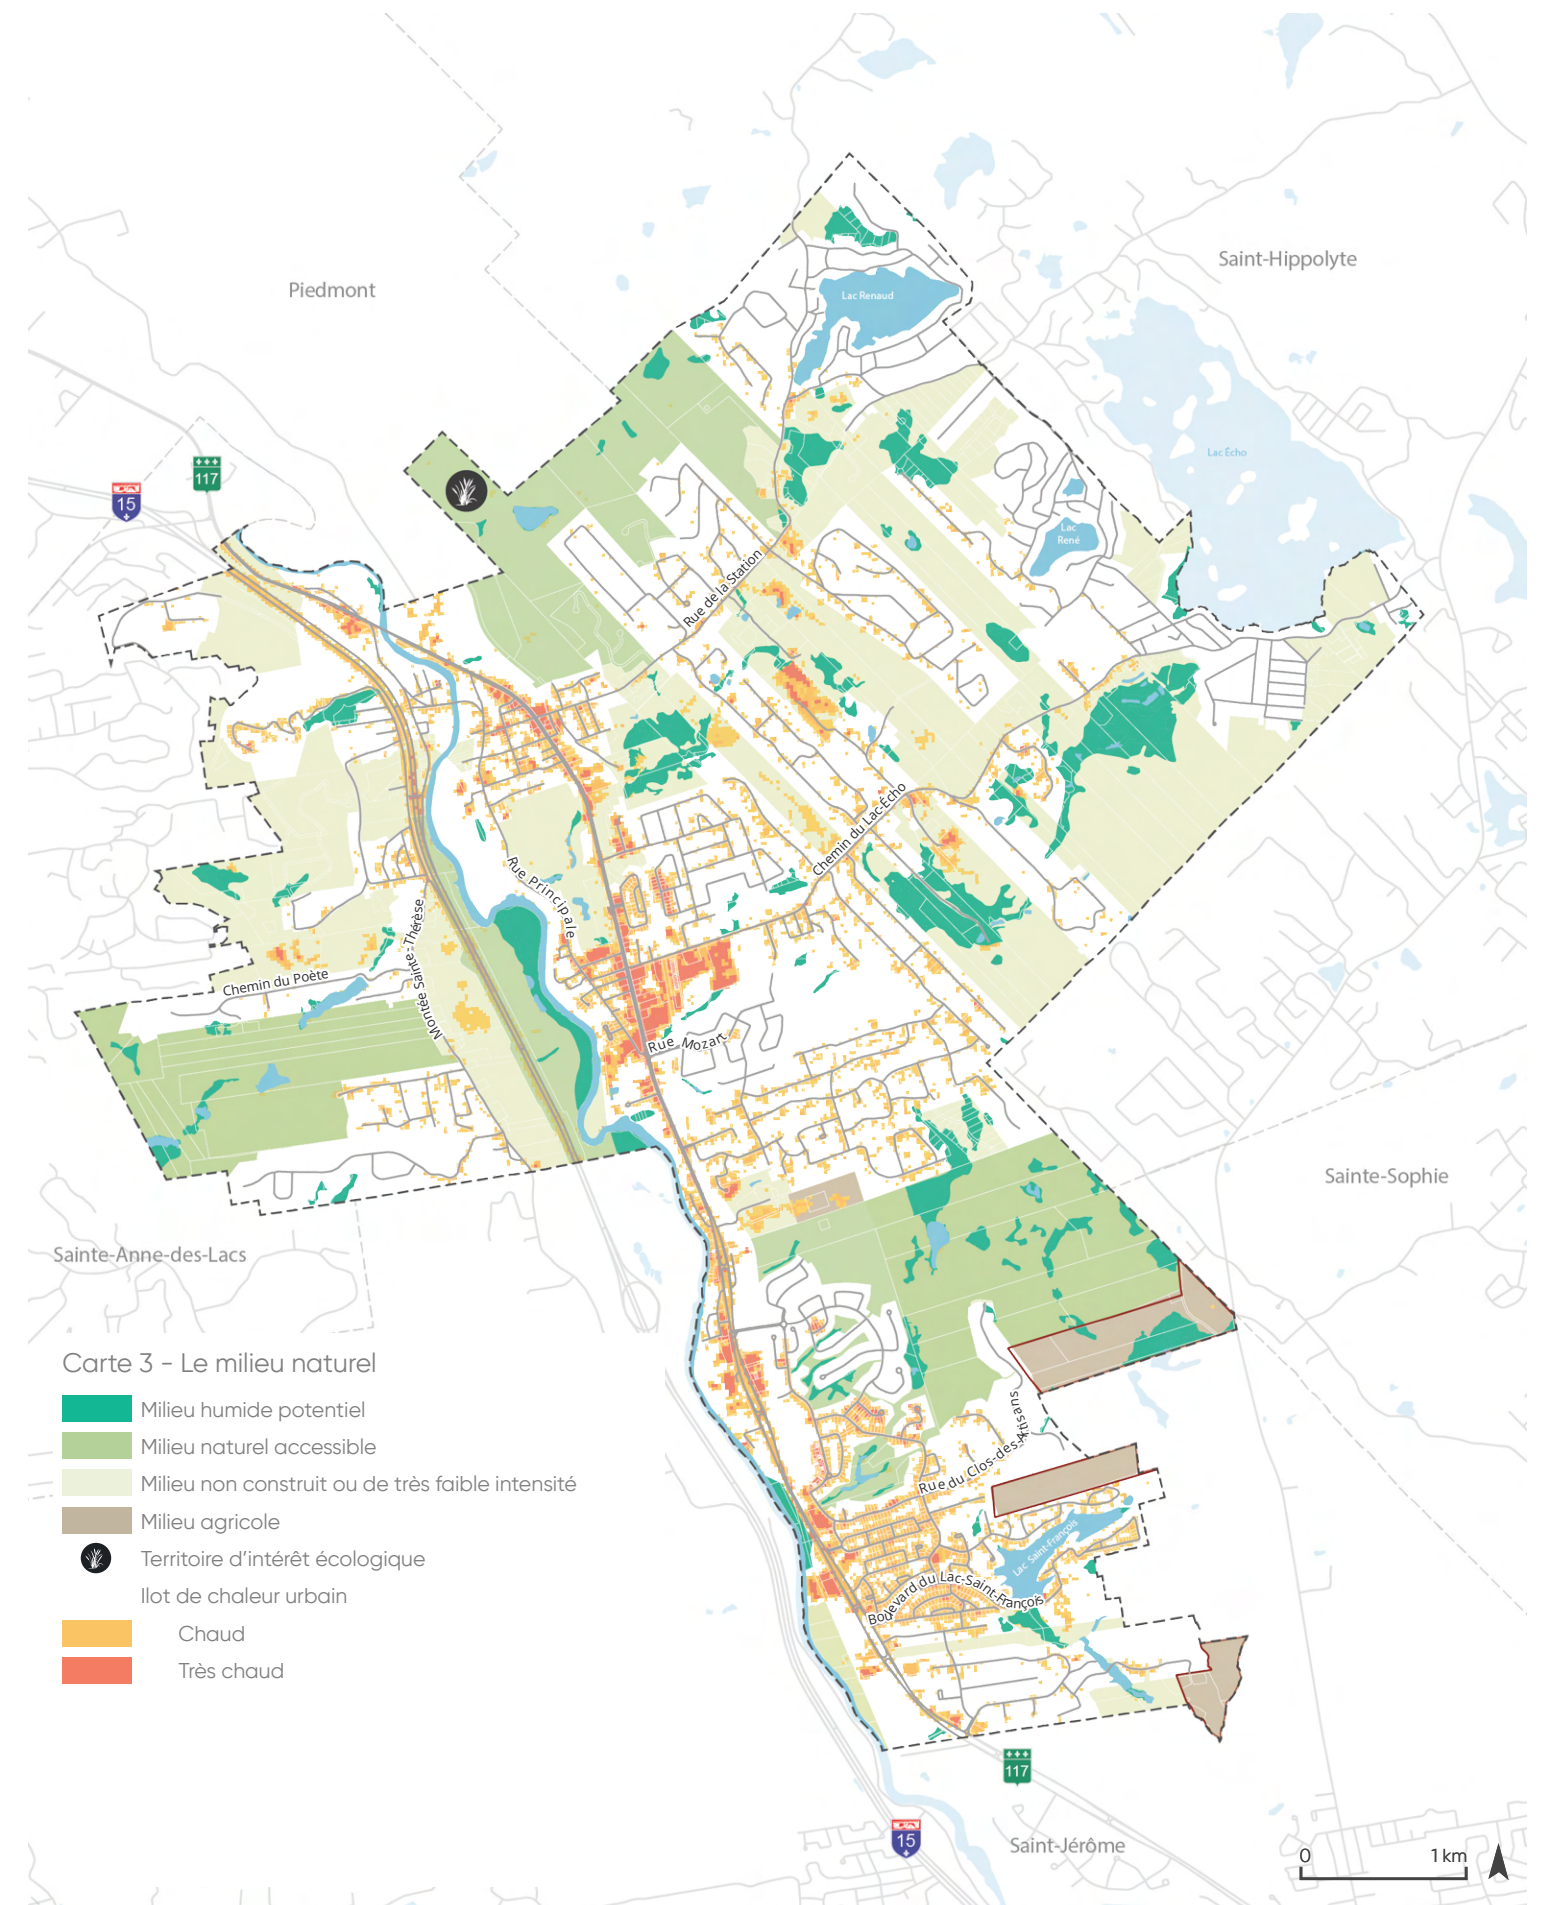 Saint-Hippolyte
Piedmont
Lac Renaud
Lac Écho
117
15
Lac
René
Rue de la Station
Chemin du Lac-Écho
Rue Principale
Montée Sainte-Thérèse
Chemin du Poète
Rue Mozart
Sainte-Sophie
Sainte-Anne-des-Lacs
Carte 3 - Le milieu naturel
Milieu humide potentiel
Milieu naturel accessible
Milieu non construit ou de très faible intensité
Milieu agricole
Territoire d'intérêt écologique
Ilot de chaleur urbain
Chaud
Très chaud
Rue du Clos-des-Artisans
Lac Saint-François
Boulevard du Lac-Saint-François
117
15
Saint-Jérôme
0 1 km